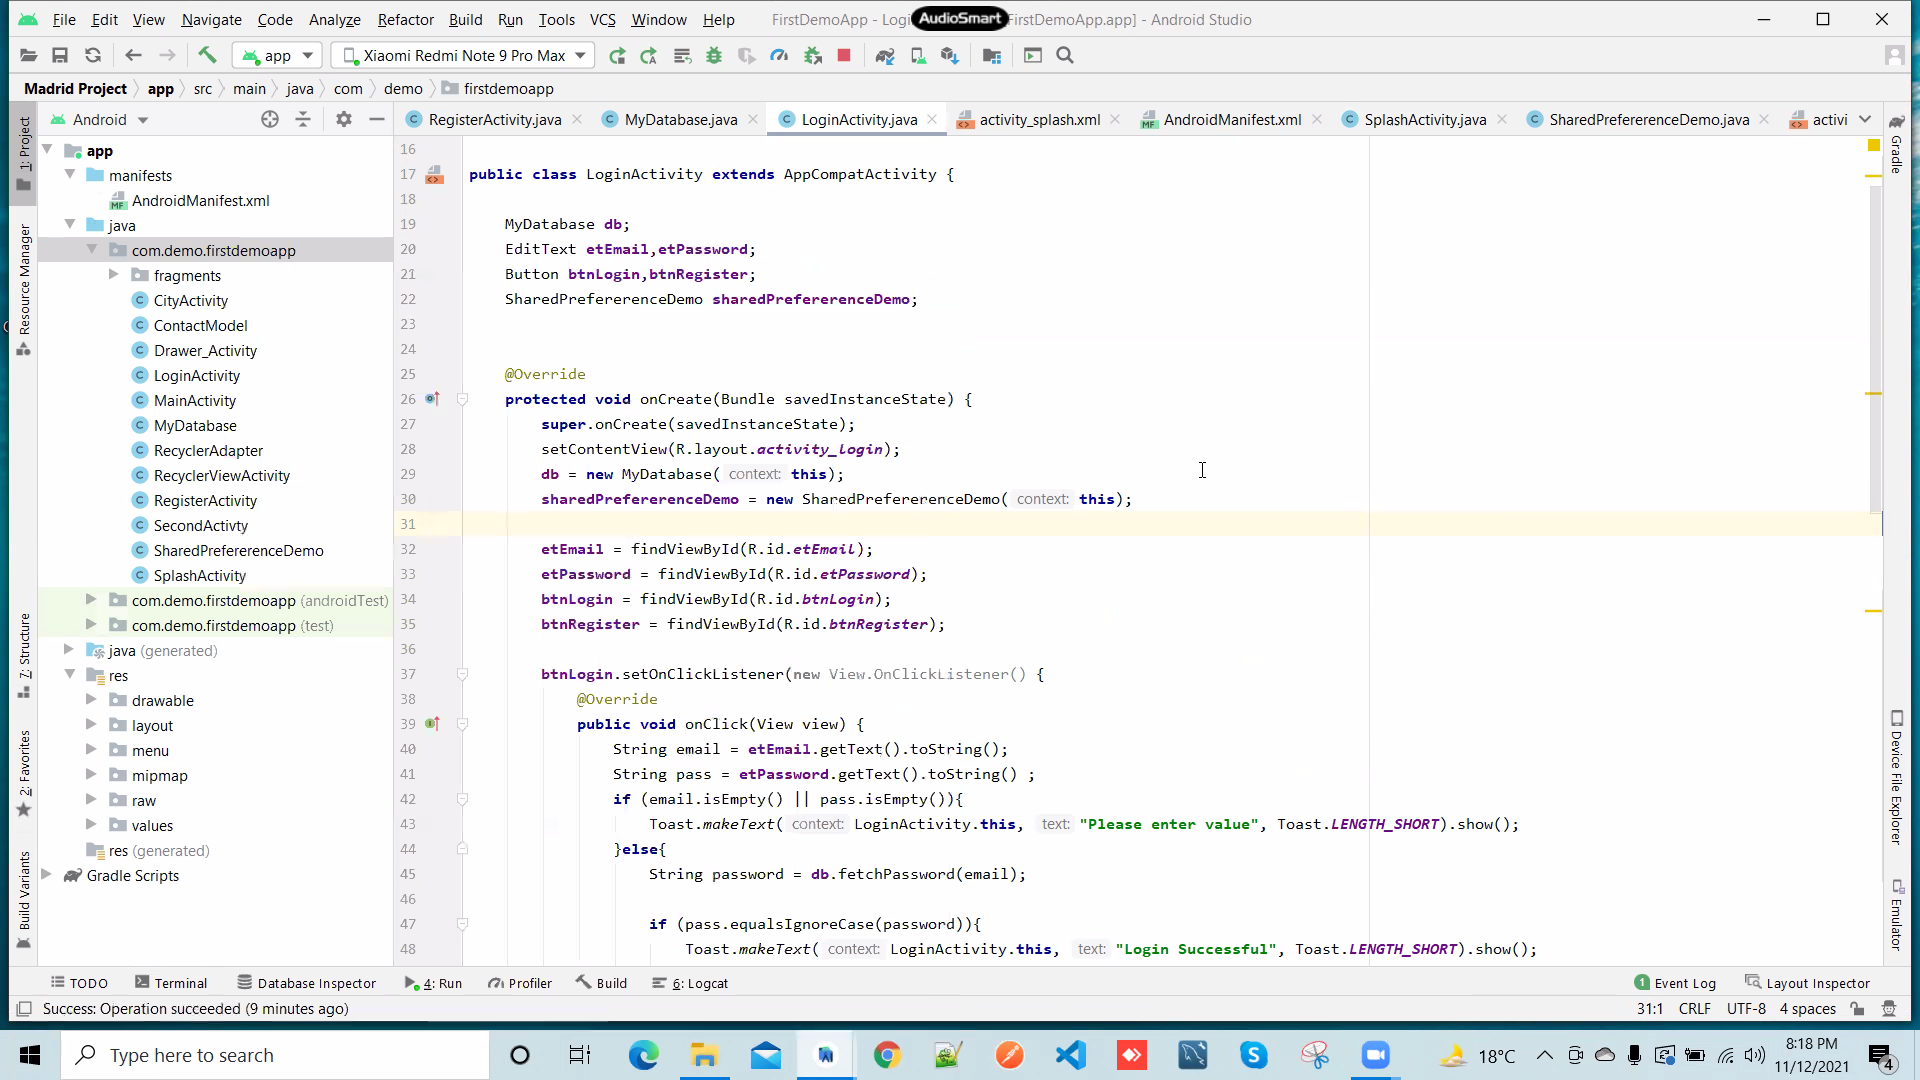 File Edit View Navigate Code Analyze Refactor Build Run Tools VCS Window Help FirstDemoApp - Logi AudioSmart FirstDemoApp.app] - Android Studio
app Xiaomi Redmi Note 9 Pro Max
Madrid Project app src main java com demo firstdemoapp
Android RegisterActivity.java MyDatabase.java LoginActivity.java activity_splash.xml AndroidManifest.xml SplashActivity.java SharedPrefererenceDemo.java activi
1: Project
Resource Manager
7: Structure
2: Favorites
Build Variants
app
manifests
AndroidManifest.xml
java
com.demo.firstdemoapp
fragments
CityActivity
ContactModel
Drawer_Activity
LoginActivity
MainActivity
MyDatabase
RecyclerAdapter
RecyclerViewActivity
RegisterActivity
SecondActivty
SharedPrefererenceDemo
SplashActivity
com.demo.firstdemoapp (androidTest)
com.demo.firstdemoapp (test)
java (generated)
res
drawable
layout
menu
mipmap
raw
values
res (generated)
Gradle Scripts
16
17 public class LoginActivity extends AppCompatActivity {
18
19 MyDatabase db;
20 EditText etEmail,etPassword;
21 Button btnLogin,btnRegister;
22 SharedPrefererenceDemo sharedPrefererenceDemo;
23
24
25 @Override
26 protected void onCreate(Bundle savedInstanceState) {
27 super.onCreate(savedInstanceState);
28 setContentView(R.layout.activity_login);
29 db = new MyDatabase( context: this);
30 sharedPrefererenceDemo = new SharedPrefererenceDemo( context: this);
31
32 etEmail = findViewById(R.id.etEmail);
33 etPassword = findViewById(R.id.etPassword);
34 btnLogin = findViewById(R.id.btnLogin);
35 btnRegister = findViewById(R.id.btnRegister);
36
37 btnLogin.setOnClickListener(new View.OnClickListener() {
38 @Override
39 public void onClick(View view) {
40 String email = etEmail.getText().toString();
41 String pass = etPassword.getText().toString() ;
42 if (email.isEmpty() || pass.isEmpty()){
43 Toast.makeText( context: LoginActivity.this, text: "Please enter value", Toast.LENGTH_SHORT).show();
44 }else{
45 String password = db.fetchPassword(email);
46
47 if (pass.equalsIgnoreCase(password)){
48 Toast.makeText( context: LoginActivity.this, text: "Login Successful", Toast.LENGTH_SHORT).show();
Gradle
Device File Explorer
Emulator
TODO Terminal Database Inspector 4: Run Profiler Build 6: Logcat 1 Event Log Layout Inspector
Success: Operation succeeded (9 minutes ago) 31:1 CRLF UTF-8 4 spaces
Type here to search 18°C 8:18 PM
11/12/2021 4